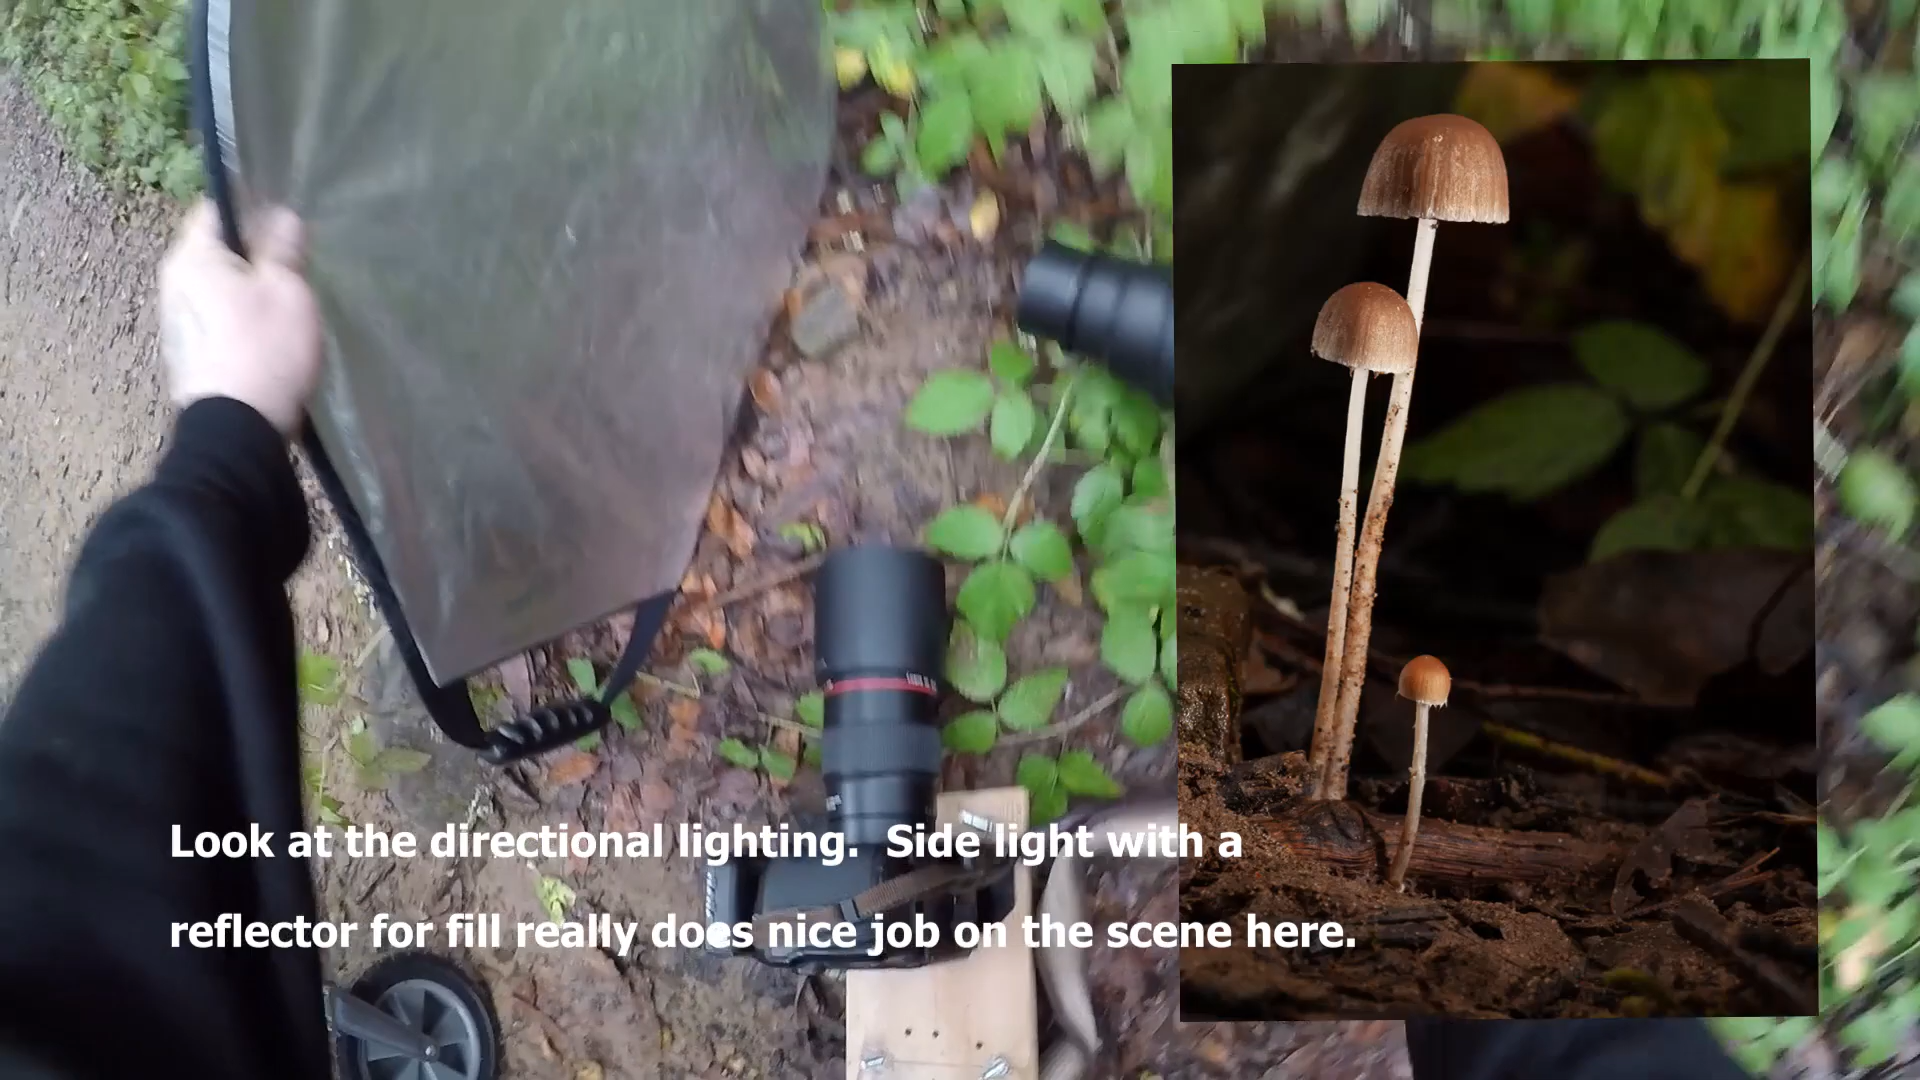 Look at the directional lighting.  Side light with a
reflector for fill really does nice job on the scene here.